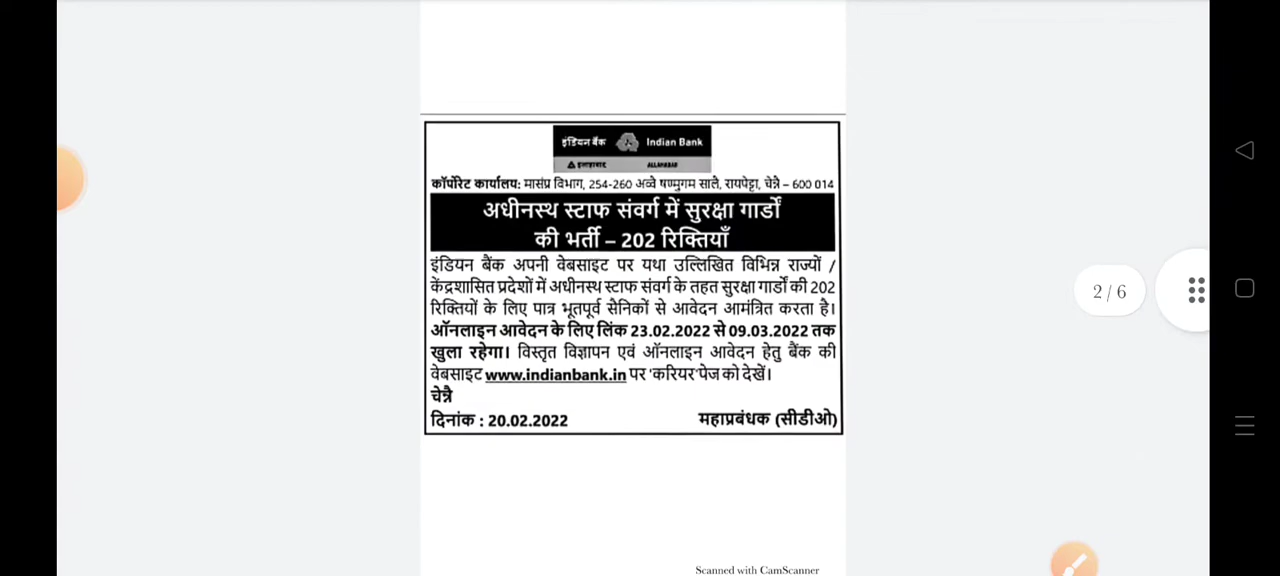 इंडियन बैंक Indian Bank
इलाहाबाद ALLAHABAD
कॉर्पोरेट कार्यालय: मासंप्र विभाग, 254-260 अव्वै षण्मुगम सालै, रायपेट्टा, चेन्नै – 600 014
अधीनस्थ स्टाफ संवर्ग में सुरक्षा गार्डों
की भर्ती – 202 रिक्तियाँ
इंडियन बैंक अपनी वेबसाइट पर यथा उल्लिखित विभिन्न राज्यों /
केंद्रशासित प्रदेशों में अधीनस्थ स्टाफ संवर्ग के तहत सुरक्षा गार्डों की 202
रिक्तियों के लिए पात्र भूतपूर्व सैनिकों से आवेदन आमंत्रित करता है।
ऑनलाइन आवेदन के लिए लिंक 23.02.2022 से 09.03.2022 तक
खुला रहेगा। विस्तृत विज्ञापन एवं ऑनलाइन आवेदन हेतु बैंक की
वेबसाइट www.indianbank.in पर 'करियर' पेज को देखें।
चेन्नै
दिनांक : 20.02.2022 महाप्रबंधक (सीडीओ)
2 / 6
Scanned with CamScanner